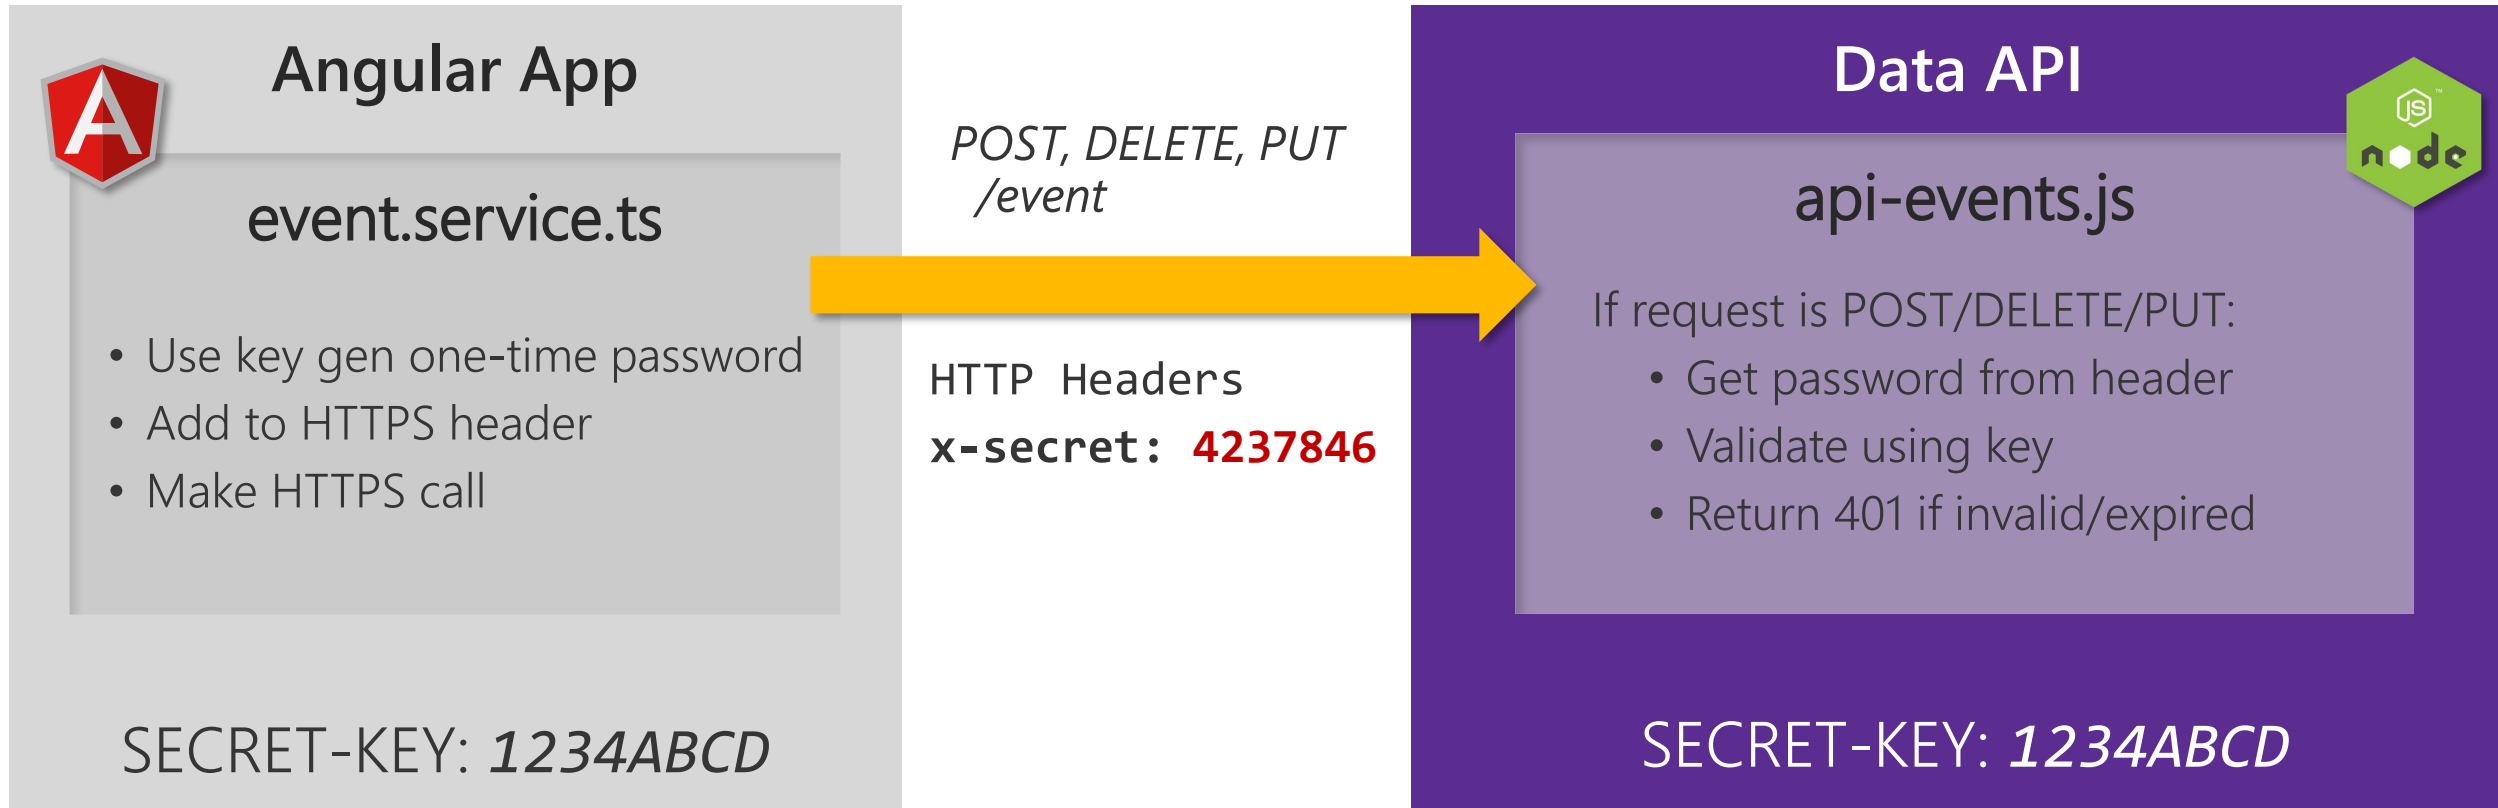 Angular App
event.service.ts
• Use key gen one-time password
• Add to HTTPS header
• Make HTTPS call
SECRET-KEY: 1234ABCD
POST, DELETE, PUT
/event
HTTP Headers
x-secret: 4237846
Data API
JS
™
node
api-events.js
If request is POST/DELETE/PUT:
• Get password from header
• Validate using key
• Return 401 if invalid/expired
SECRET-KEY: 1234ABCD